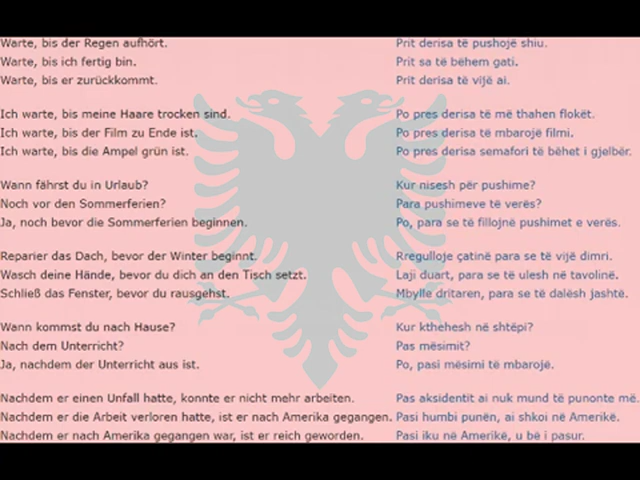 Warte, bis der Regen aufhört. Prit derisa të pushojë shiu.
Warte, bis ich fertig bin. Prit sa të bëhem gati.
Warte, bis er zurückkommt. Prit derisa të vijë ai.
Ich warte, bis meine Haare trocken sind. Po pres derisa të më thahen flokët.
Ich warte, bis der Film zu Ende ist. Po pres derisa të mbarojë filmi.
Ich warte, bis die Ampel grün ist. Po pres derisa semafori të bëhet i gjelbër.
Wann fährst du in Urlaub? Kur nisesh për pushime?
Noch vor den Sommerferien? Para pushimeve të verës?
Ja, noch bevor die Sommerferien beginnen. Po, para se të fillojnë pushimet e verës.
Reparier das Dach, bevor der Winter beginnt. Rregulloje çatinë para se të vijë dimri.
Wasch deine Hände, bevor du dich an den Tisch setzt. Laji duart, para se të ulesh në tavolinë.
Schließ das Fenster, bevor du rausgehst. Mbylle dritaren, para se të dalësh jashtë.
Wann kommst du nach Hause? Kur kthehesh në shtëpi?
Nach dem Unterricht? Pas mësimit?
Ja, nachdem der Unterricht aus ist. Po, pasi mësimi të mbarojë.
Nachdem er einen Unfall hatte, konnte er nicht mehr arbeiten. Pas aksidentit ai nuk mund të punonte më.
Nachdem er die Arbeit verloren hatte, ist er nach Amerika gegangen. Pasi humbi punën, ai shkoi në Amerikë.
Nachdem er nach Amerika gegangen war, ist er reich geworden. Pasi iku në Amerikë, u bë i pasur.